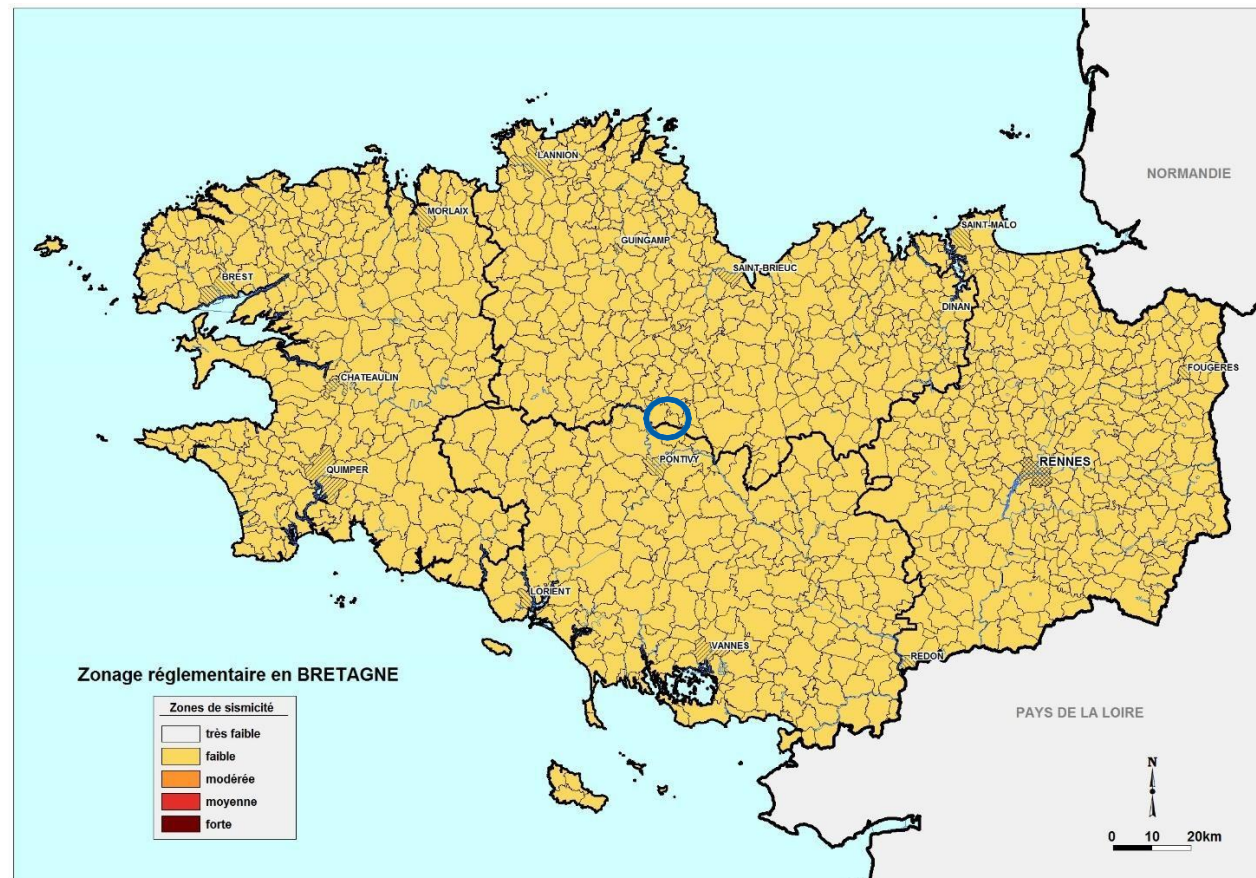 NORMANDIE
LANNION
MORLAIX
SAINT-MALO
GUINGAMP
SAINT-BRIEUC
BREST
DINAN
FOUGERES
CHATEAULIN
PONTIVY
RENNES
QUIMPER
LORIENT
VANNES
REDON
Zonage réglementaire en BRETAGNE
Zones de sismicité
très faible
faible
modérée
moyenne
forte
PAYS DE LA LOIRE
N
0 10 20km